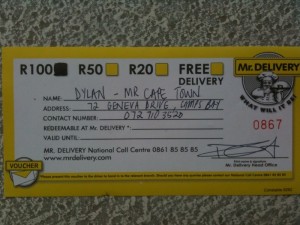 R100 R50 R20 FREE DELIVERY
Mr. DELIVERY
WHAT WILL IT BE?
NAME: DYLAN - MR CAPE TOWN
ADDRESS: 72 GENEVA DRIVE, CAMPS BAY
CONTACT NUMBER: 072 710 3520
REDEEMABLE AT Mr. DELIVERY *:
VALID UNTIL:
0867
MR. DELIVERY National Call Centre 0861 85 85 85
www.mrdelivery.com
Mr. Delivery Head Office
VOUCHER